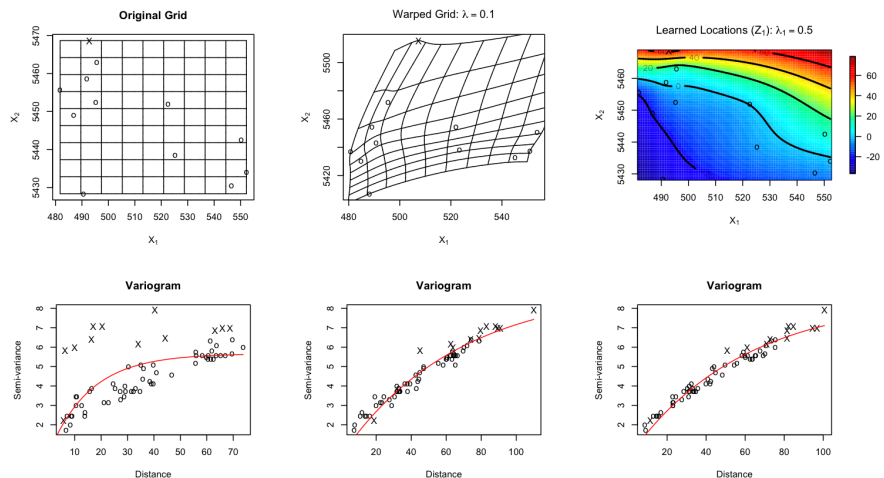 Original Grid
Warped Grid: λ = 0.1
Learned Locations (Z₁): λ₁ = 0.5
X₂
5430 5440 5450 5460 5470
480 490 500 510 520 530 540 550
X₁
X₂
5420 5460 5500
480 500 520 540
X₁
X₂
5430 5440 5450 5460
490 500 510 520 530 540 550
X₁
20
40
0
60
40
20
0
-20
Variogram
Variogram
Variogram
Semi-variance
2 3 4 5 6 7 8
10 20 30 40 50 60 70
Distance
Semi-variance
2 3 4 5 6 7 8
20 40 60 80 100
Distance
Semi-variance
2 3 4 5 6 7 8
0 20 40 60 80 100
Distance